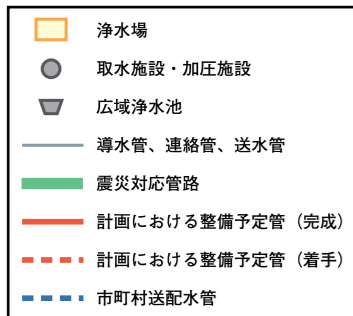 浄水場
取水施設・加圧施設
広域浄水池
導水管、連絡管、送水管
震災対応管路
計画における整備予定管（完成）
計画における整備予定管（着手）
市町村送配水管